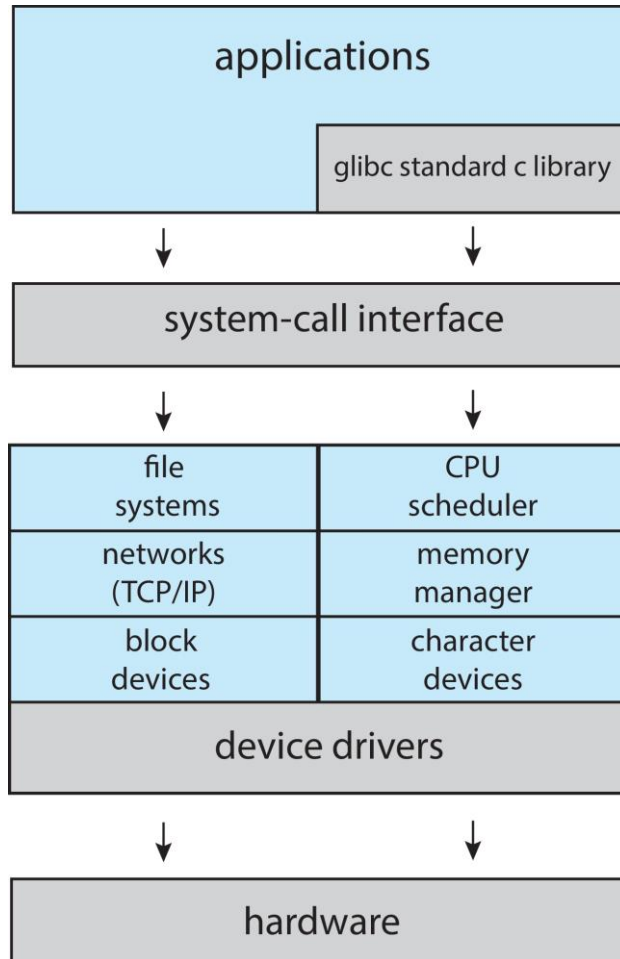 applications
glibc standard c library
system-call interface
file
systems
CPU
scheduler
networks
(TCP/IP)
memory
manager
block
devices
character
devices
device drivers
hardware